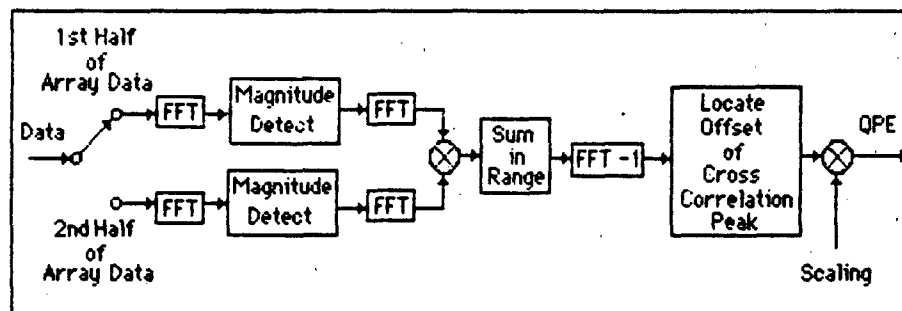 1st Half
of
Array Data
Data
FFT
Magnitude
Detect
FFT
Sum
in
Range
FFT -1
Locate
Offset
of
Cross
Correlation
Peak
QPE
2nd Half
of
Array Data
FFT
Magnitude
Detect
FFT
Scaling